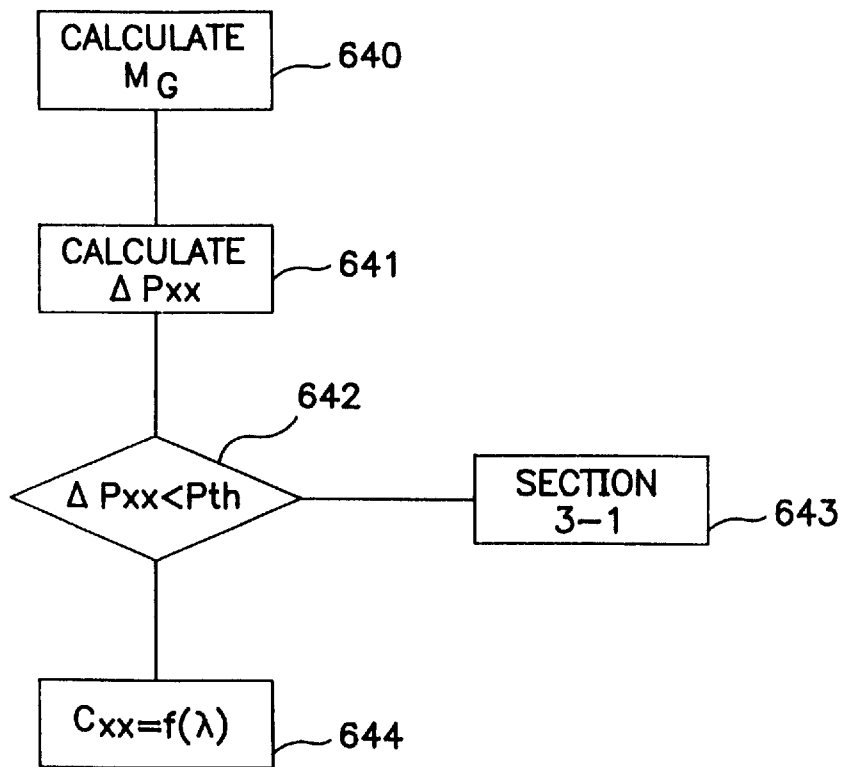 CALCULATE
M_G
640
CALCULATE
Δ Pxx
641
642
Δ Pxx<Pth
SECTION
3-1
643
Cxx=f(λ)
644